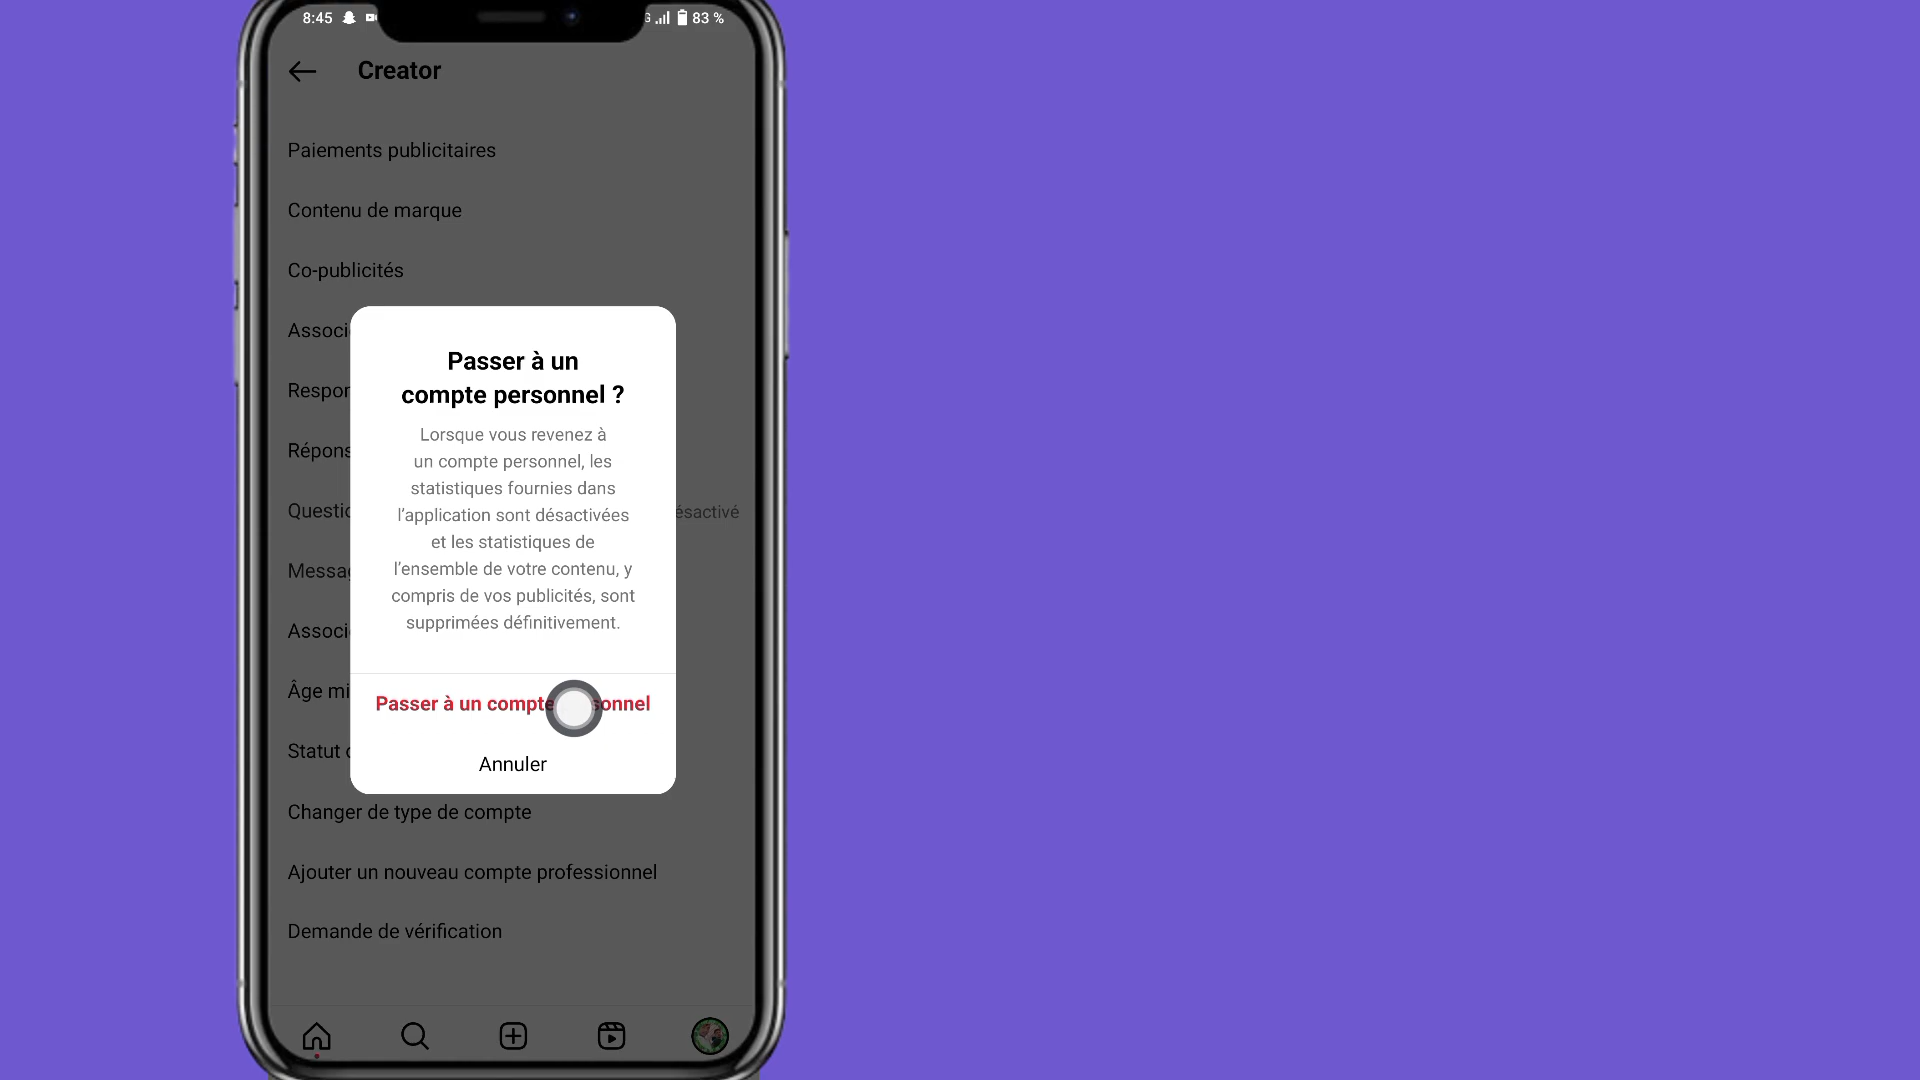 8:45
83 %
Creator
Paiements publicitaires
Contenu de marque
Co-publicités
Passer à un
compte personnel ?
Lorsque vous revenez à
un compte personnel, les
statistiques fournies dans
l’application sont désactivées
et les statistiques de
l’ensemble de votre contenu, y
compris de vos publicités, sont
supprimées définitivement.
Passer à un compte
Annuler
Changer de type de compte
Ajouter un nouveau compte professionnel
Demande de vérification